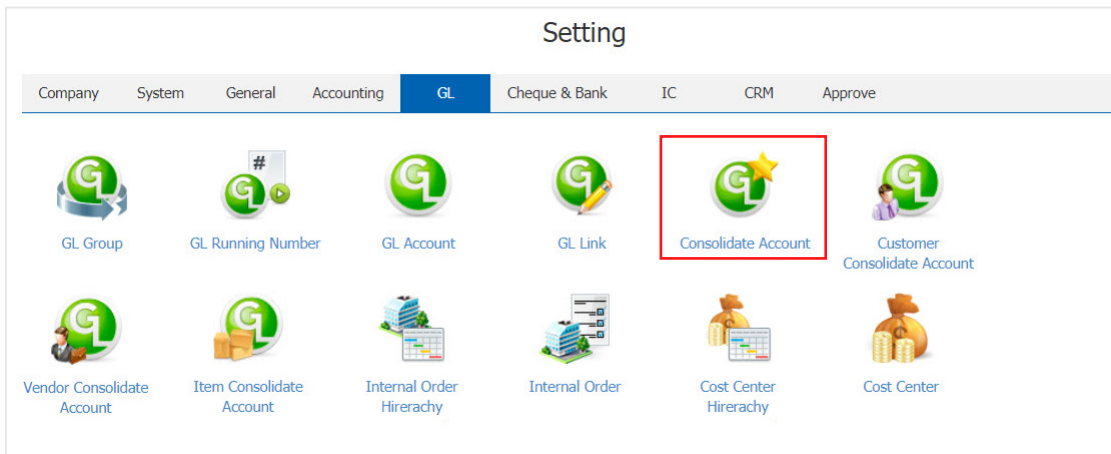 Setting
Company System General Accounting GL Cheque & Bank IC CRM Approve
GL Group GL Running Number GL Account GL Link Consolidate Account Customer
Consolidate Account
Vendor Consolidate
Account
Item Consolidate
Account
Internal Order
Hirerachy
Internal Order
Cost Center
Hirerachy
Cost Center